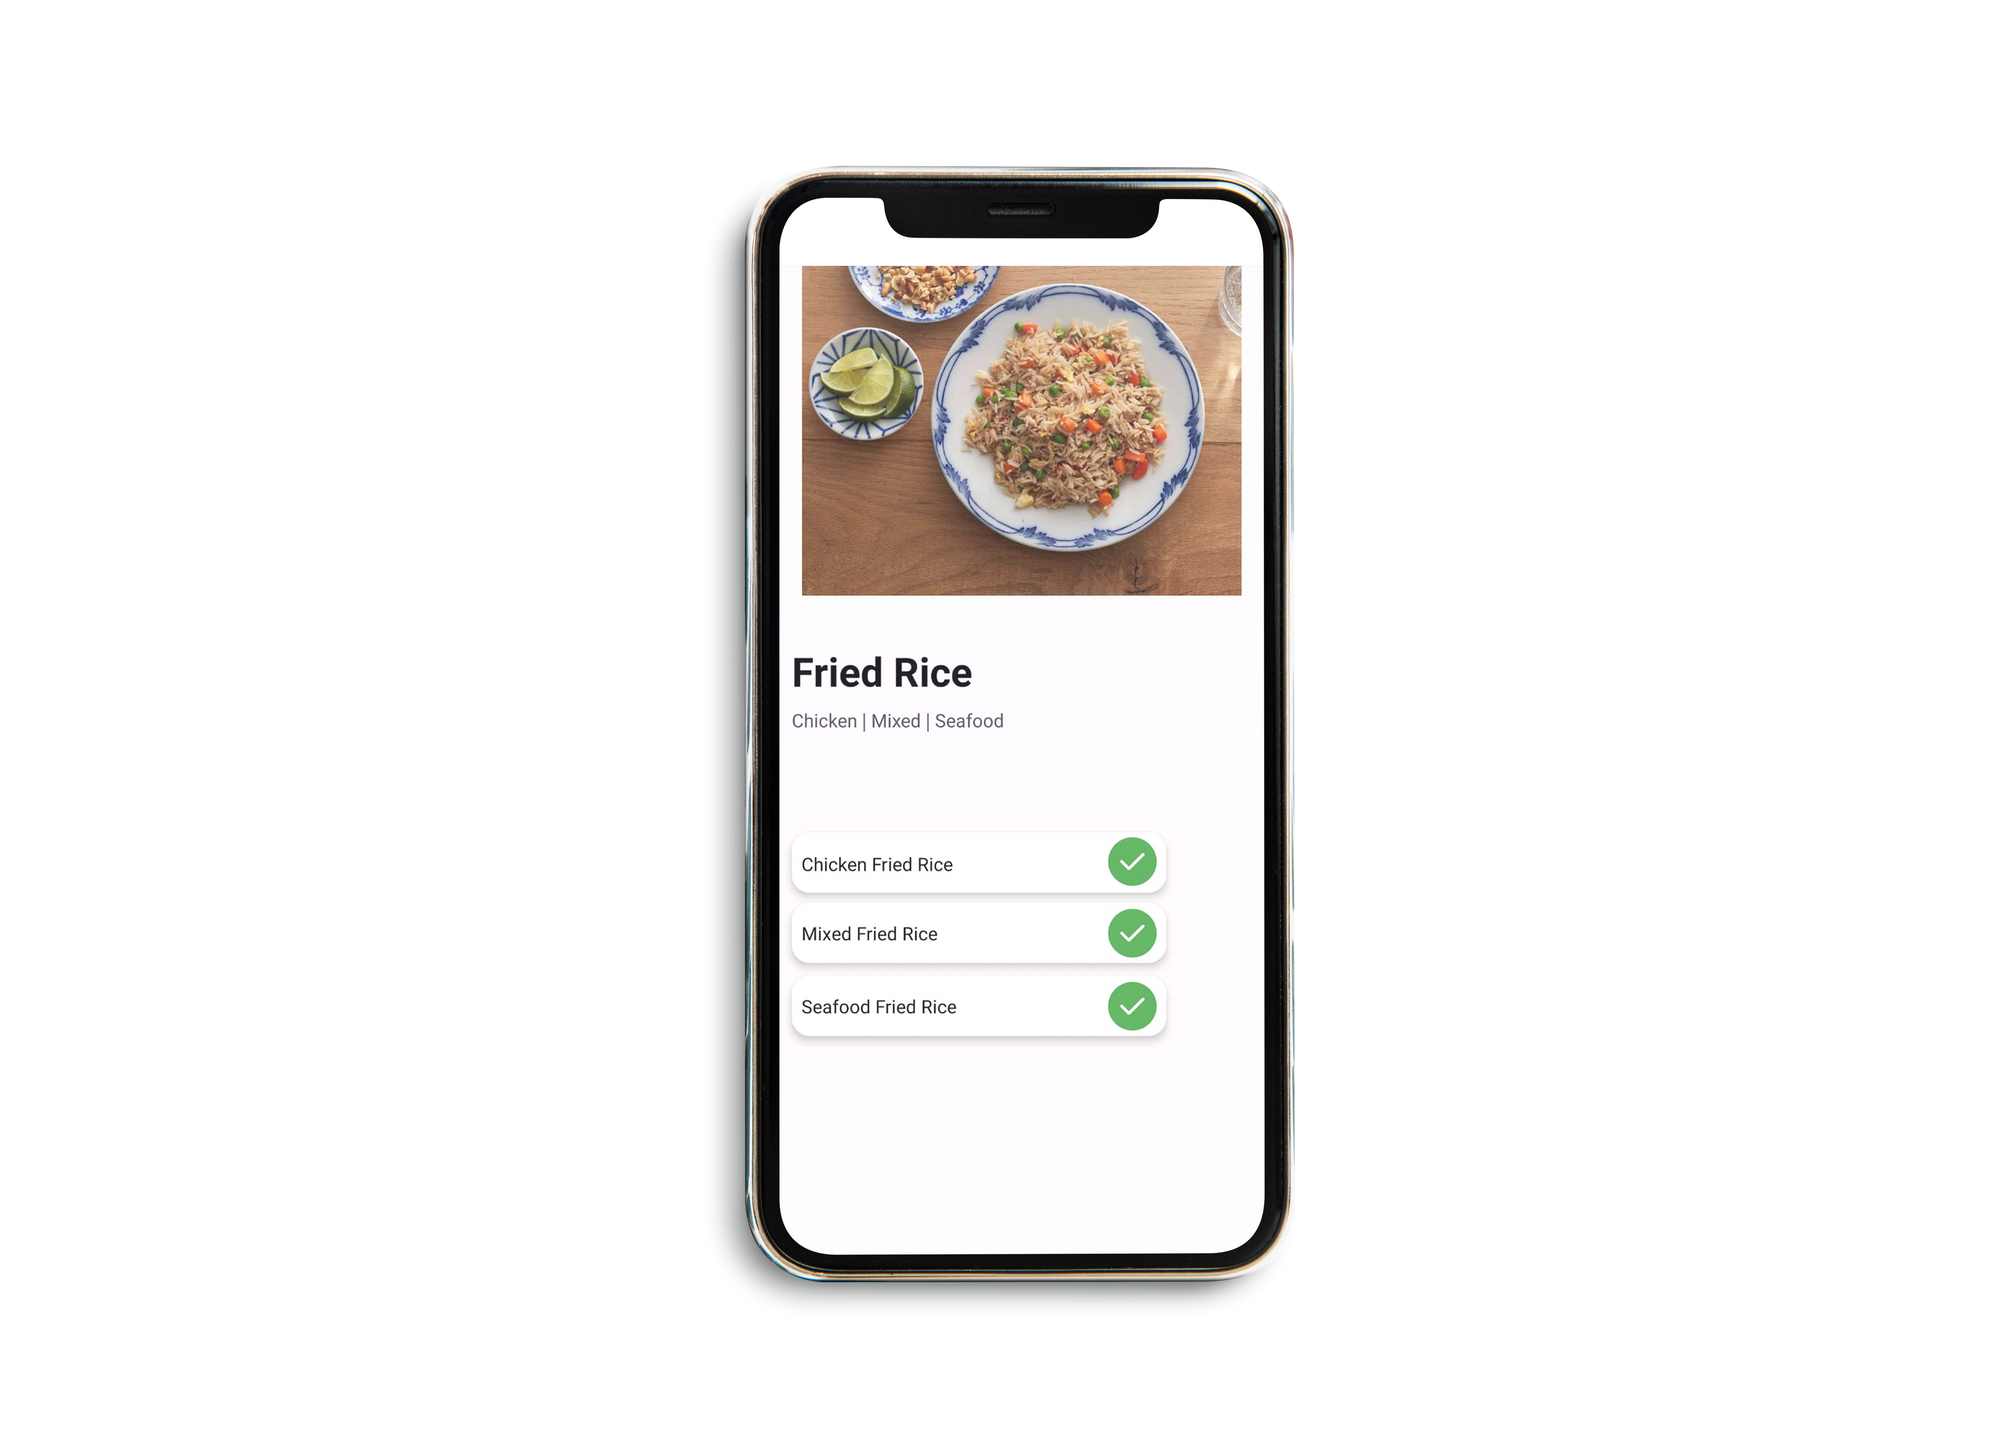 Fried Rice
Chicken | Mixed | Seafood
Chicken Fried Rice
Mixed Fried Rice
Seafood Fried Rice